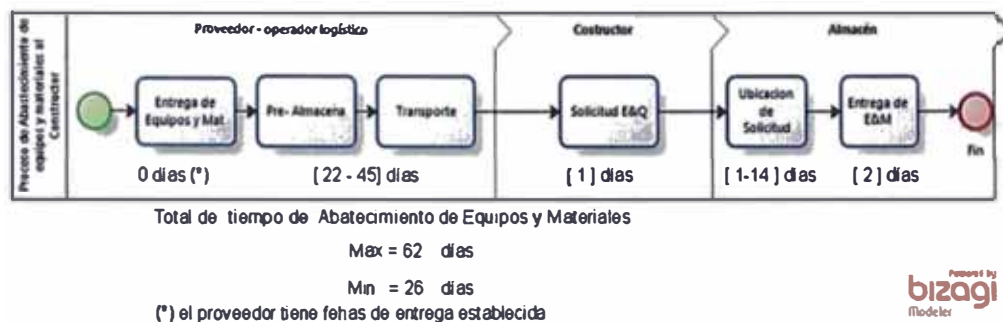 Proceso de Abastecimiento de
equipos y materiales al
Constructor
Proveedor - operador logístico
Costructor
Almacén
Entrega de
Equipos y Mat.
Pre- Almacena
Transporte
Solicitud E&Q
Ubicacion
de
Solicitud
Entrega de
E&M
Fin
0 días (*)
[ 22 - 45] días
[ 1 ] días
[ 1-14 ] días
[ 2 ] días
Total de tiempo de Abatecimiento de Equipos y Materiales
Max = 62 días
Min = 26 días
(*) el proveedor tiene fehas de entrega establecida
Powered by
bizagi
Modeler